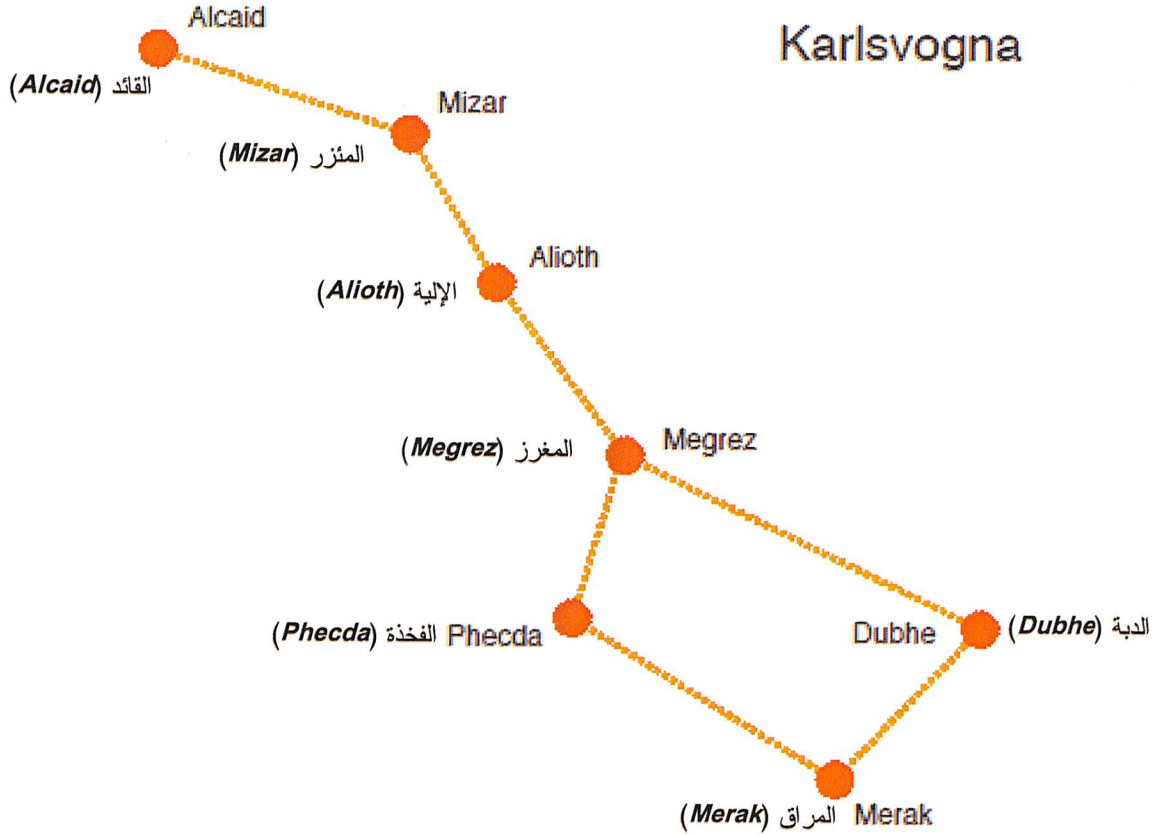 Alcaid
Karlsvogna
القائد (Alcaid)
Mizar
المئزر (Mizar)
Alioth
الإلية (Alioth)
Megrez
المغرز (Megrez)
الفخذة (Phecda)
Phecda
Dubhe
الدبة (Dubhe)
المراق (Merak)
Merak